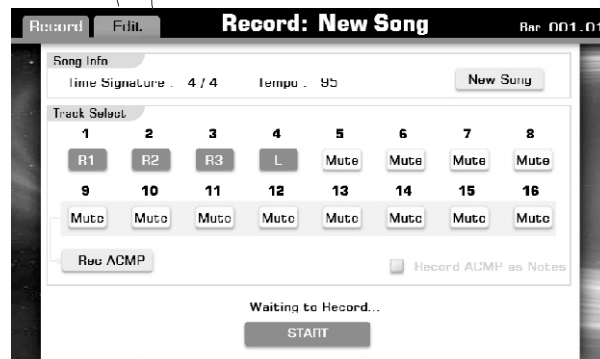 Record Edit. Record: New Song Bar 001.01
Song Info
Time Signature : 4 / 4 Tempo : 95 New Song
Track Select
1 2 3 4 5 6 7 8
R1 R2 R3 L Mute Mute Mute Mute
9 10 11 12 13 14 15 16
Mute Mute Mute Mute Mute Mute Mute Mute
Rec ACMP Record ACMP as Notes
Waiting to Record...
START